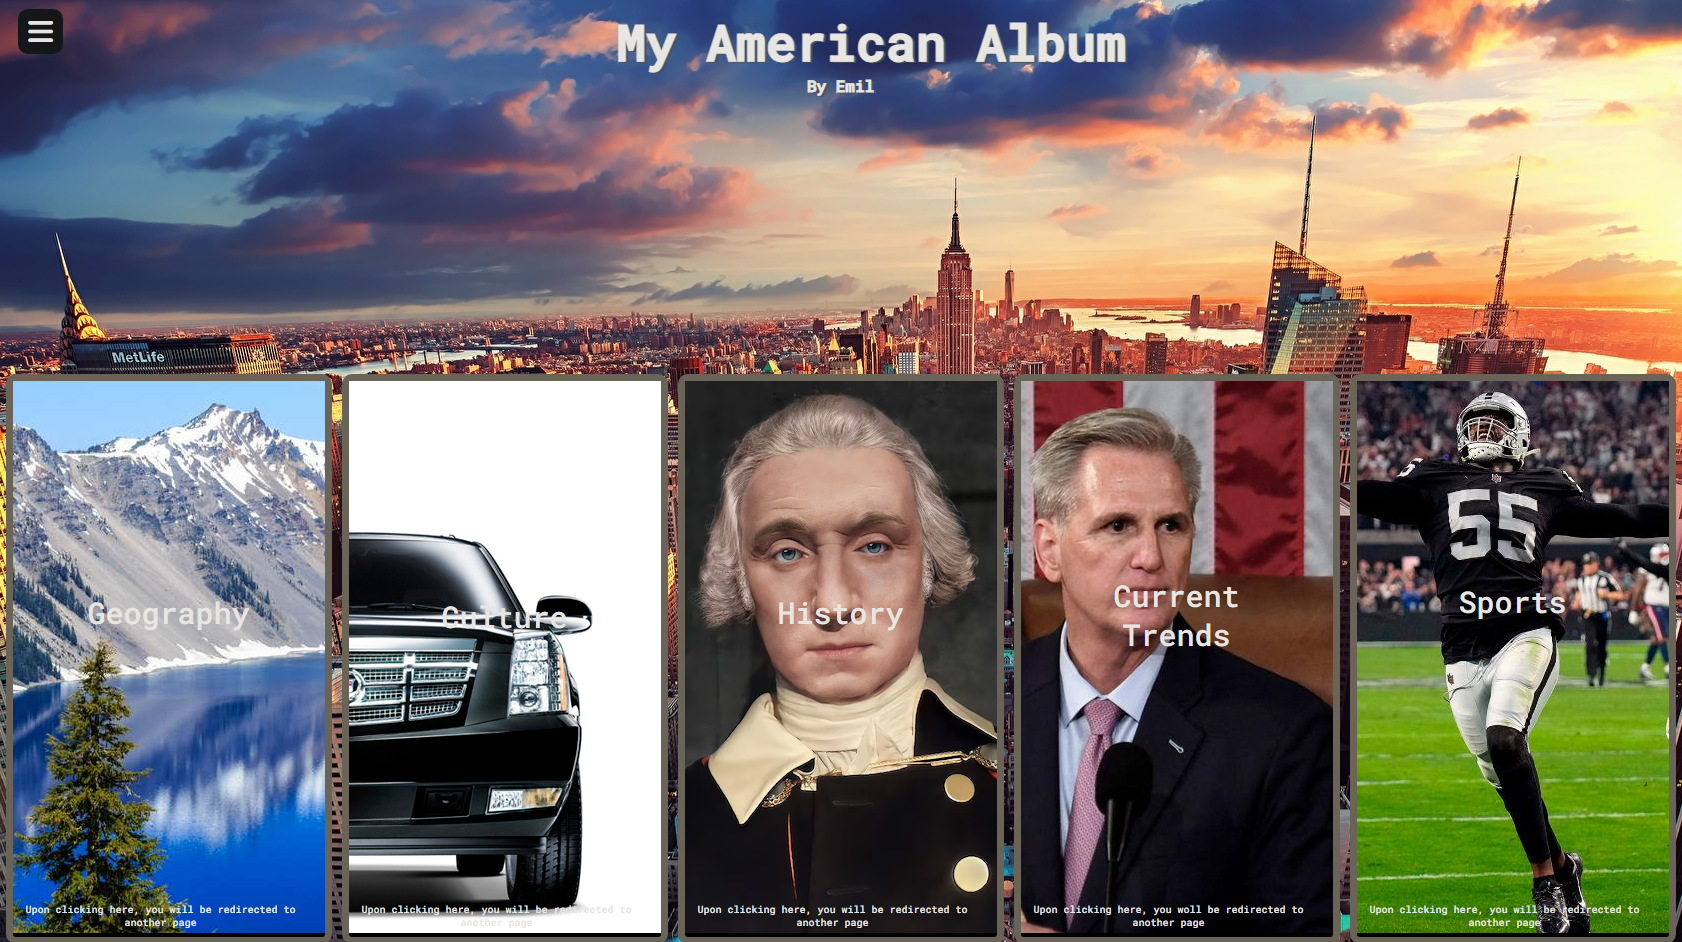 My American Album
By Emil
MetLife
Geography
Culture
History
Current
Trends
Sports
55
Upon clicking here, you will be redirected to
another page
Upon clicking here, you woll be redirected to
another page
Upon clicking here, you will be redirected to
another page
Upon clicking here, you will be redirected to
another page
Upon clicking here, you will be redirected to
another page